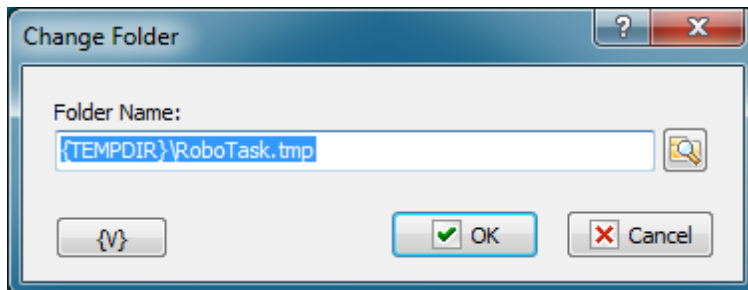 Change Folder
?
Folder Name:
{TEMPDIR}\RoboTask.tmp
{V}
OK
Cancel